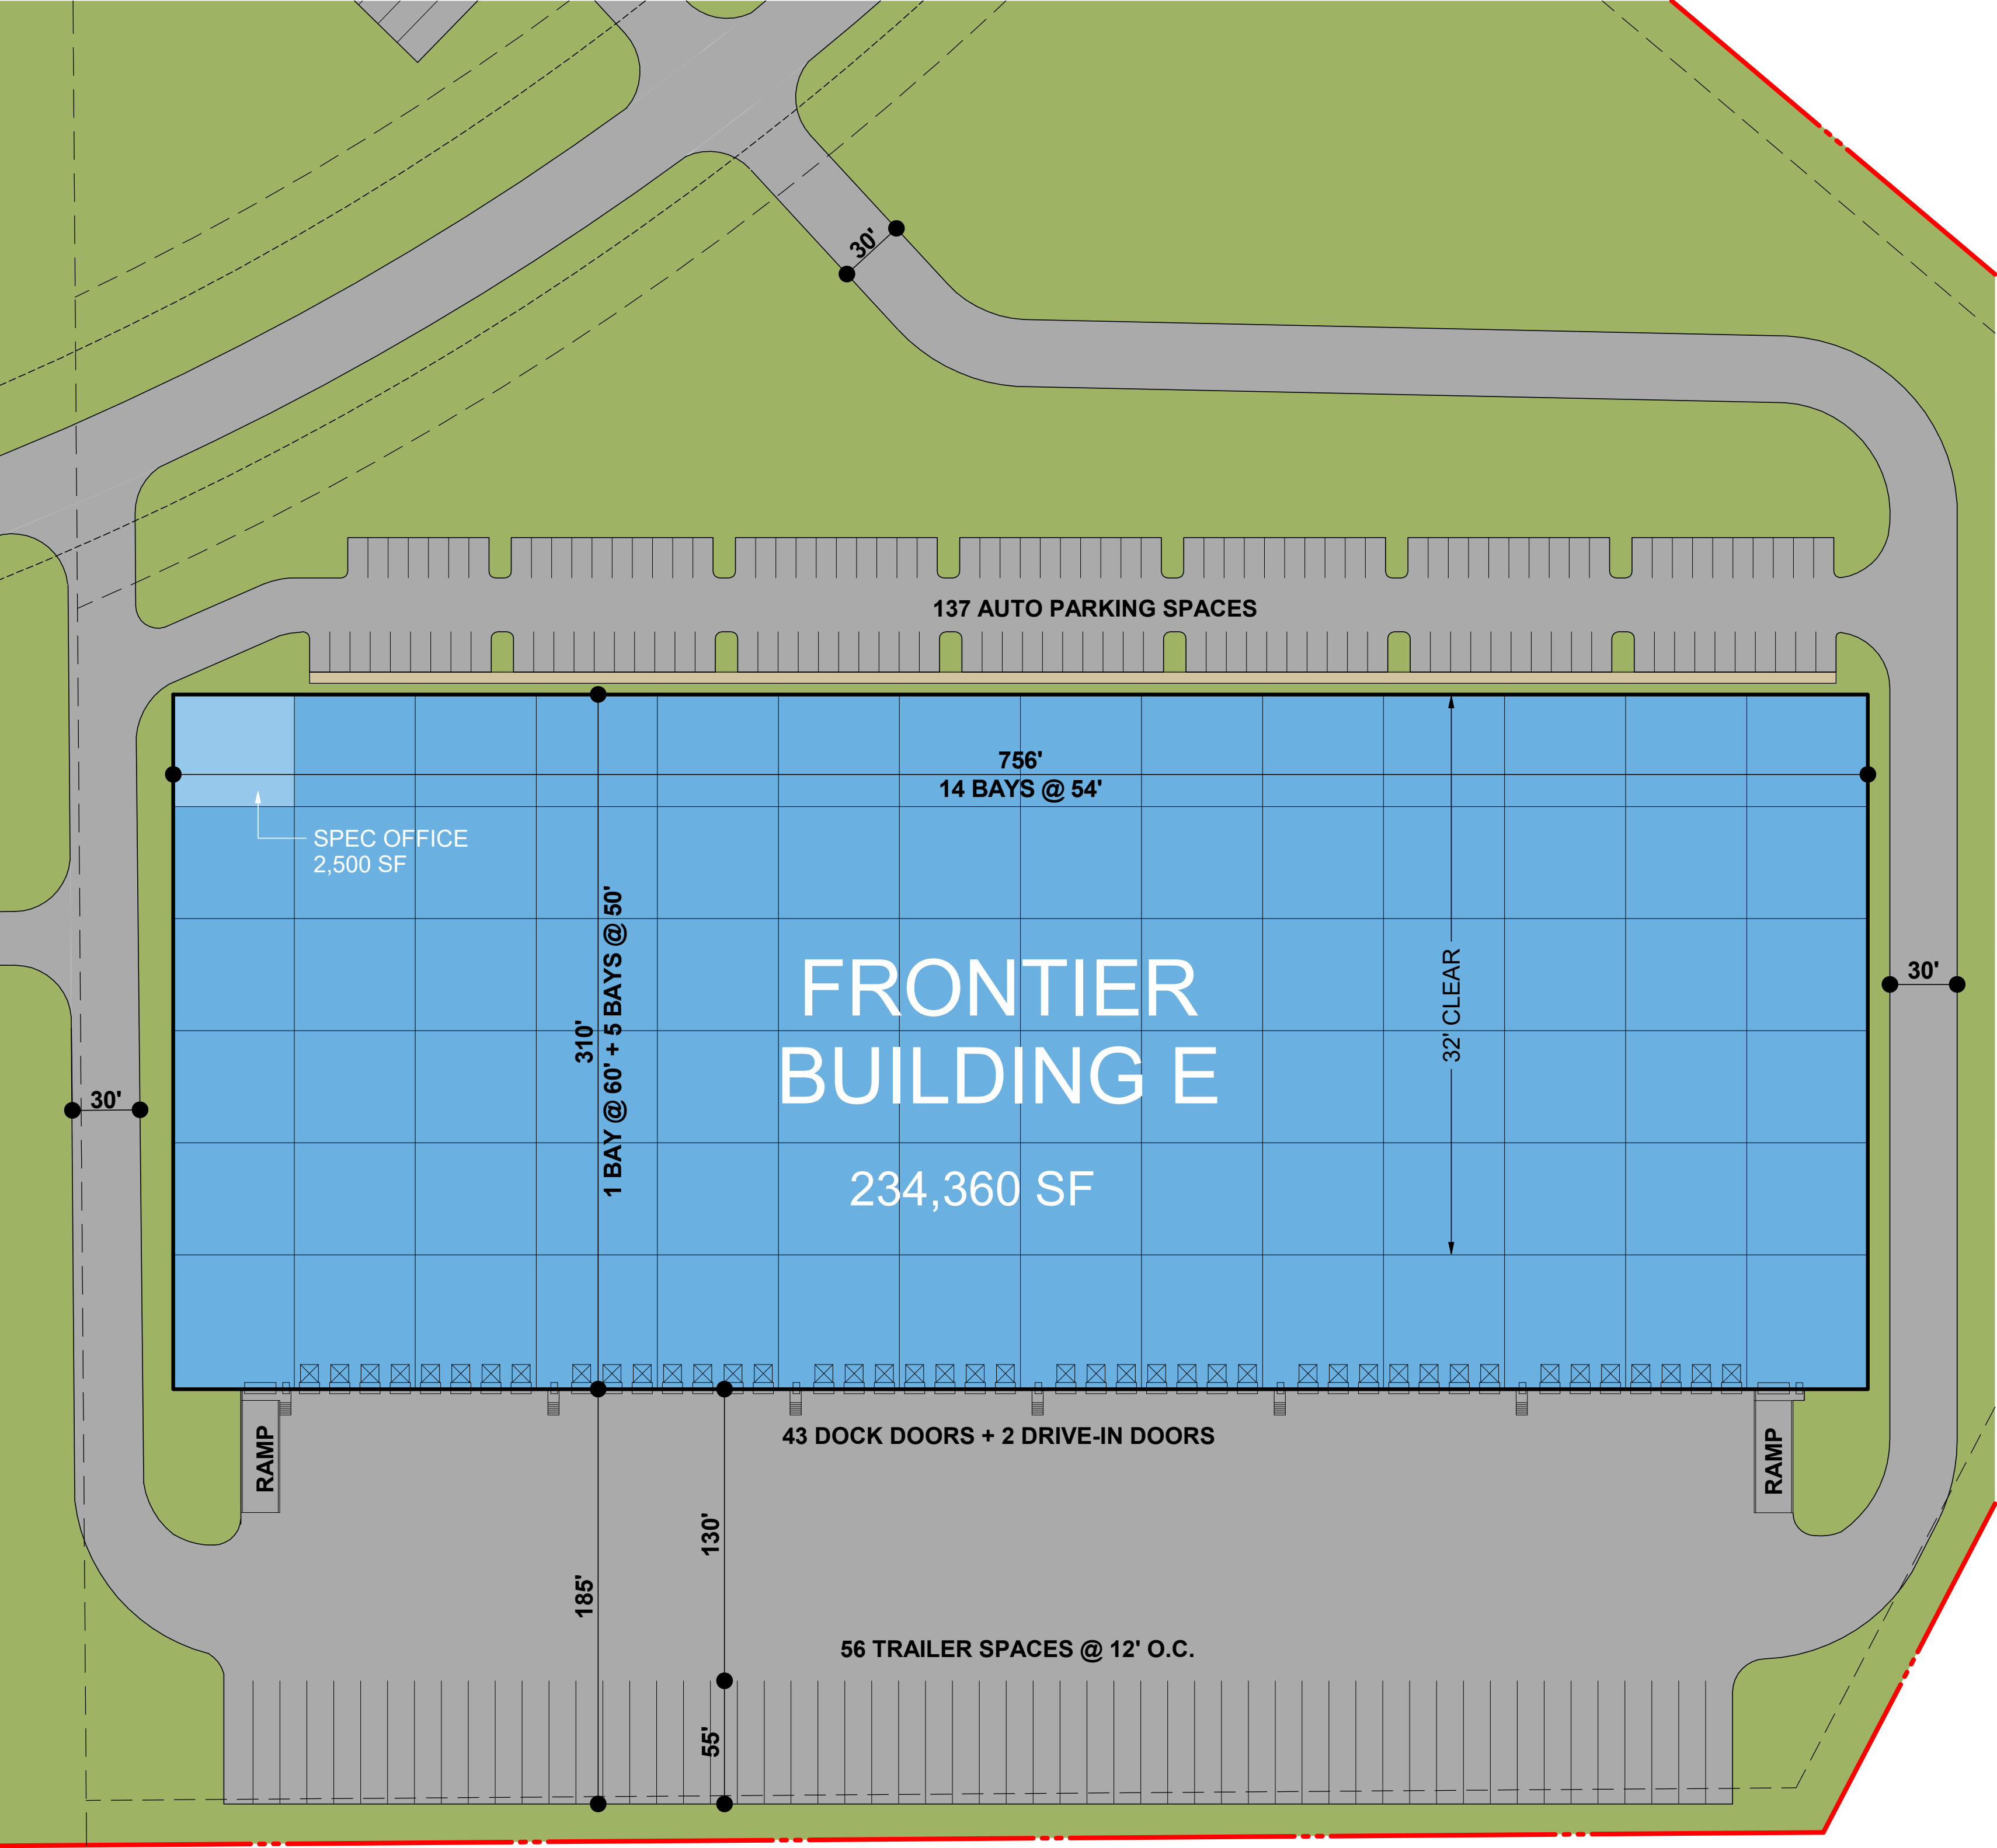 30'
137 AUTO PARKING SPACES
756'
14 BAYS @ 54'
SPEC OFFICE
2,500 SF
310'
1 BAY @ 60' + 5 BAYS @ 50'
FRONTIER
BUILDING E
234,360 SF
32' CLEAR
30'
30'
43 DOCK DOORS + 2 DRIVE-IN DOORS
RAMP
RAMP
130'
185'
56 TRAILER SPACES @ 12' O.C.
55'